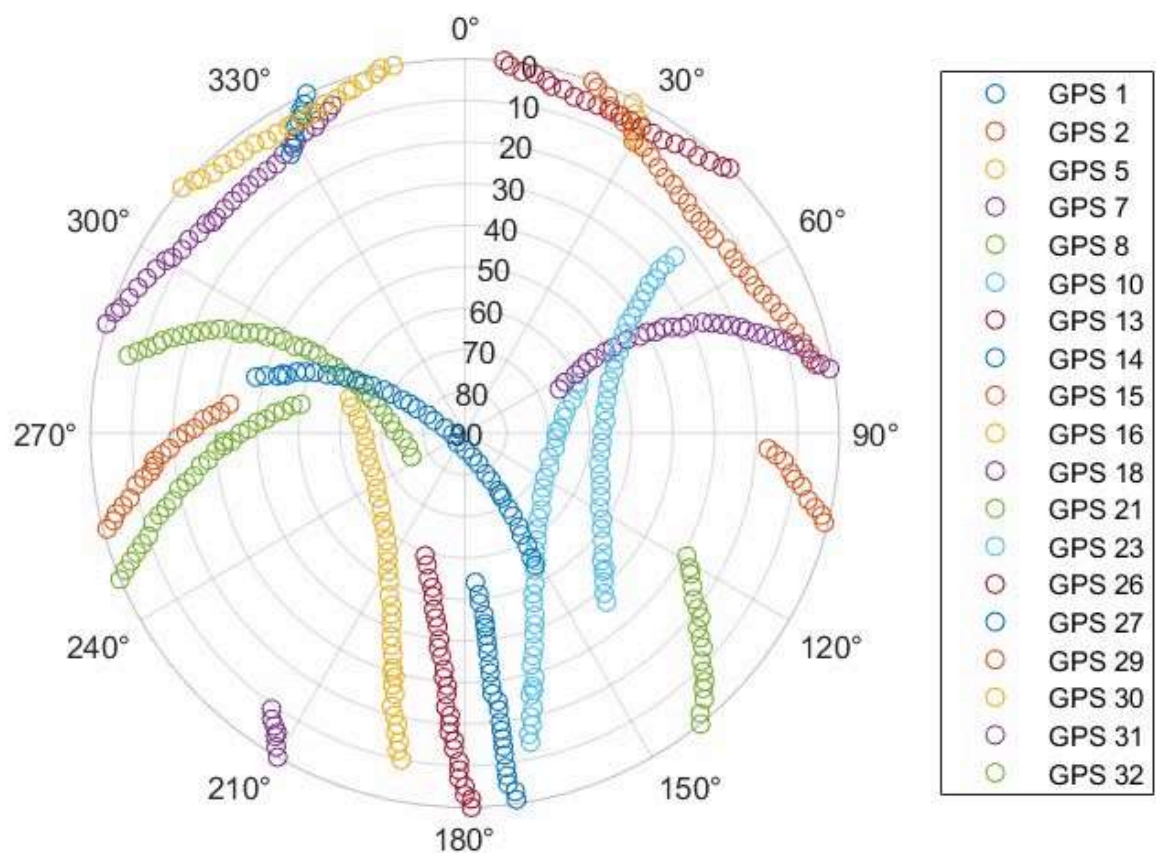 0°
330°
30°
0
10
20
30
40
50
60
70
80
90
300°
60°
270°
90°
240°
120°
210°
150°
180°
GPS 1
GPS 2
GPS 5
GPS 7
GPS 8
GPS 10
GPS 13
GPS 14
GPS 15
GPS 16
GPS 18
GPS 21
GPS 23
GPS 26
GPS 27
GPS 29
GPS 30
GPS 31
GPS 32